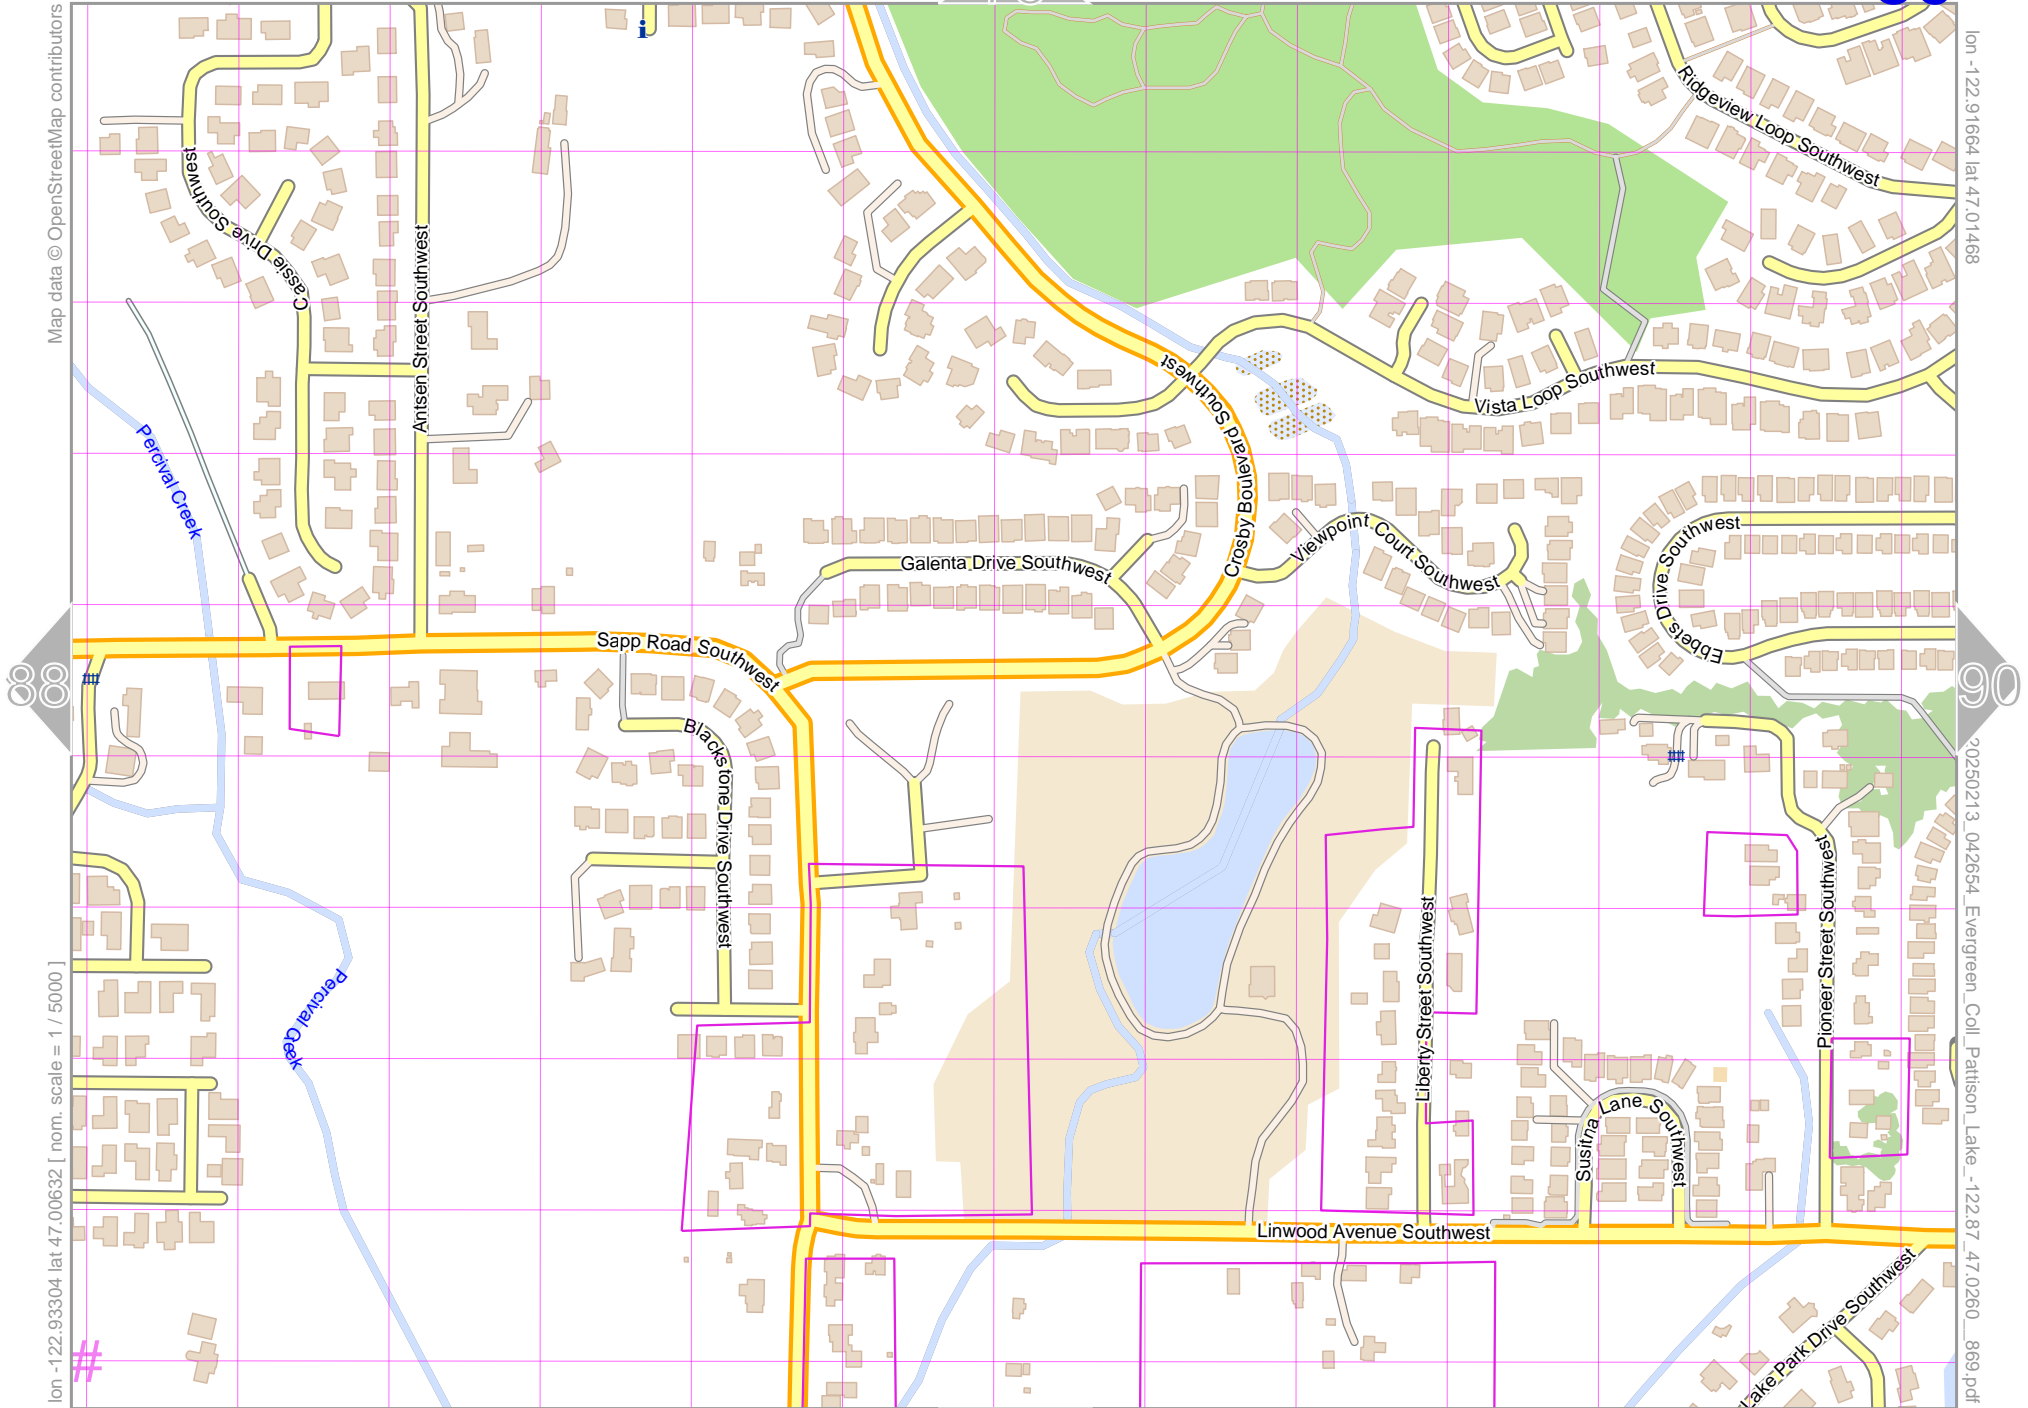 Map data © OpenStreetMap contributors
lon -122.93304 lat 47.00632 [ nom. scale = 1 / 5000 ]
lon -122.91664 lat 47.01468
20250213_042654_Evergreen_Coll_Pattison_Lake_-122.87_47.0260__869.pdf
88
90
i
#
Ridgeview Loop Southwest
Cassie Drive Southwest
Antsen Street Southwest
Crosby Boulevard Southwest
Vista Loop Southwest
Percival Creek
Galenta Drive Southwest
Viewpoint Court Southwest
Ebbets Drive Southwest
Sapp Road Southwest
Blackstone Drive Southwest
Liberty Street Southwest
Pioneer Street Southwest
Percival Creek
Susitna Lane Southwest
Linwood Avenue Southwest
Lake Park Drive Southwest